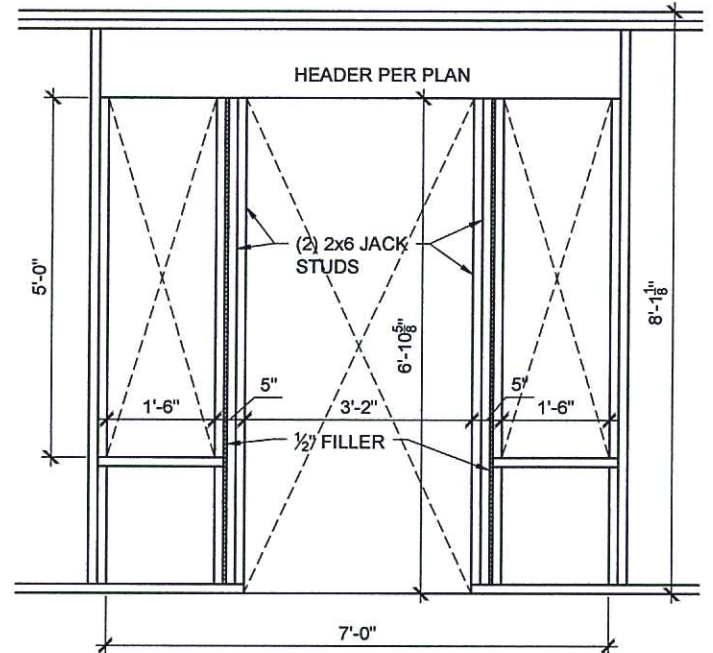 HEADER PER PLAN
(2) 2x6 JACK
STUDS
5'-0"
6'-10⅝"
8'-1⅛"
1'-6"
5"
3'-2"
5"
1'-6"
½" FILLER
7'-0"